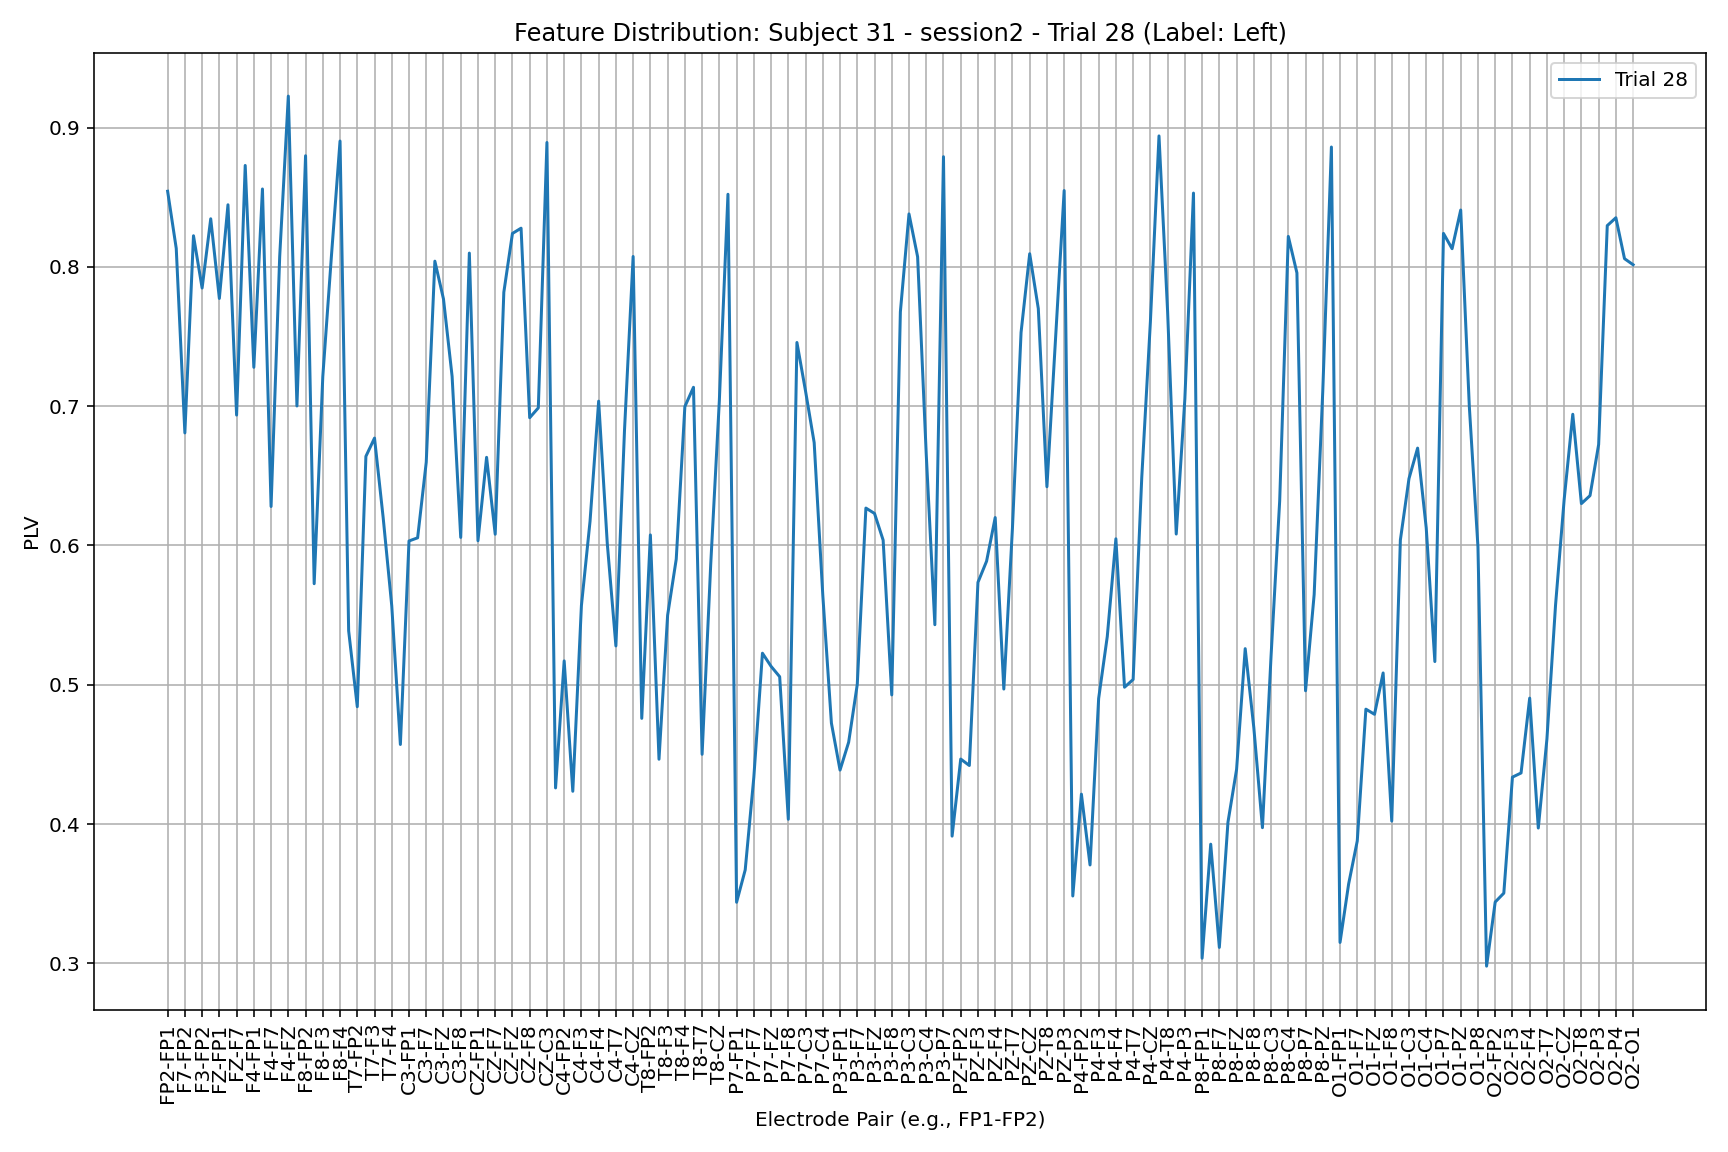 Feature Distribution: Subject 31 - session2 - Trial 28 (Label: Left)
Trial 28
PLV
0.9
0.8
0.7
0.6
0.5
0.4
0.3
FP2-FP1
F7-FP2
F3-FP2
FZ-FP1
FZ-F7
F4-FP1
F4-F7
F4-FZ
F8-FP2
F8-F3
F8-F4
T7-FP2
T7-F3
T7-F4
C3-FP1
C3-F7
C3-FZ
C3-F8
CZ-FP1
CZ-F7
CZ-FZ
CZ-F8
CZ-C3
C4-FP2
C4-F3
C4-F4
C4-T7
C4-CZ
T8-FP2
T8-F3
T8-F4
T8-T7
T8-CZ
P7-FP1
P7-F7
P7-FZ
P7-F8
P7-C3
P7-C4
P3-FP1
P3-F7
P3-FZ
P3-F8
P3-C3
P3-C4
P3-P7
PZ-FP2
PZ-F3
PZ-F4
PZ-T7
PZ-CZ
PZ-T8
PZ-P3
P4-FP2
P4-F3
P4-F4
P4-T7
P4-CZ
P4-T8
P4-P3
P8-FP1
P8-F7
P8-FZ
P8-F8
P8-C3
P8-C4
P8-P7
P8-PZ
O1-FP1
O1-F7
O1-FZ
O1-F8
O1-C3
O1-C4
O1-P7
O1-PZ
O1-P8
O2-FP2
O2-F3
O2-F4
O2-T7
O2-CZ
O2-T8
O2-P3
O2-P4
O2-O1
Electrode Pair (e.g., FP1-FP2)